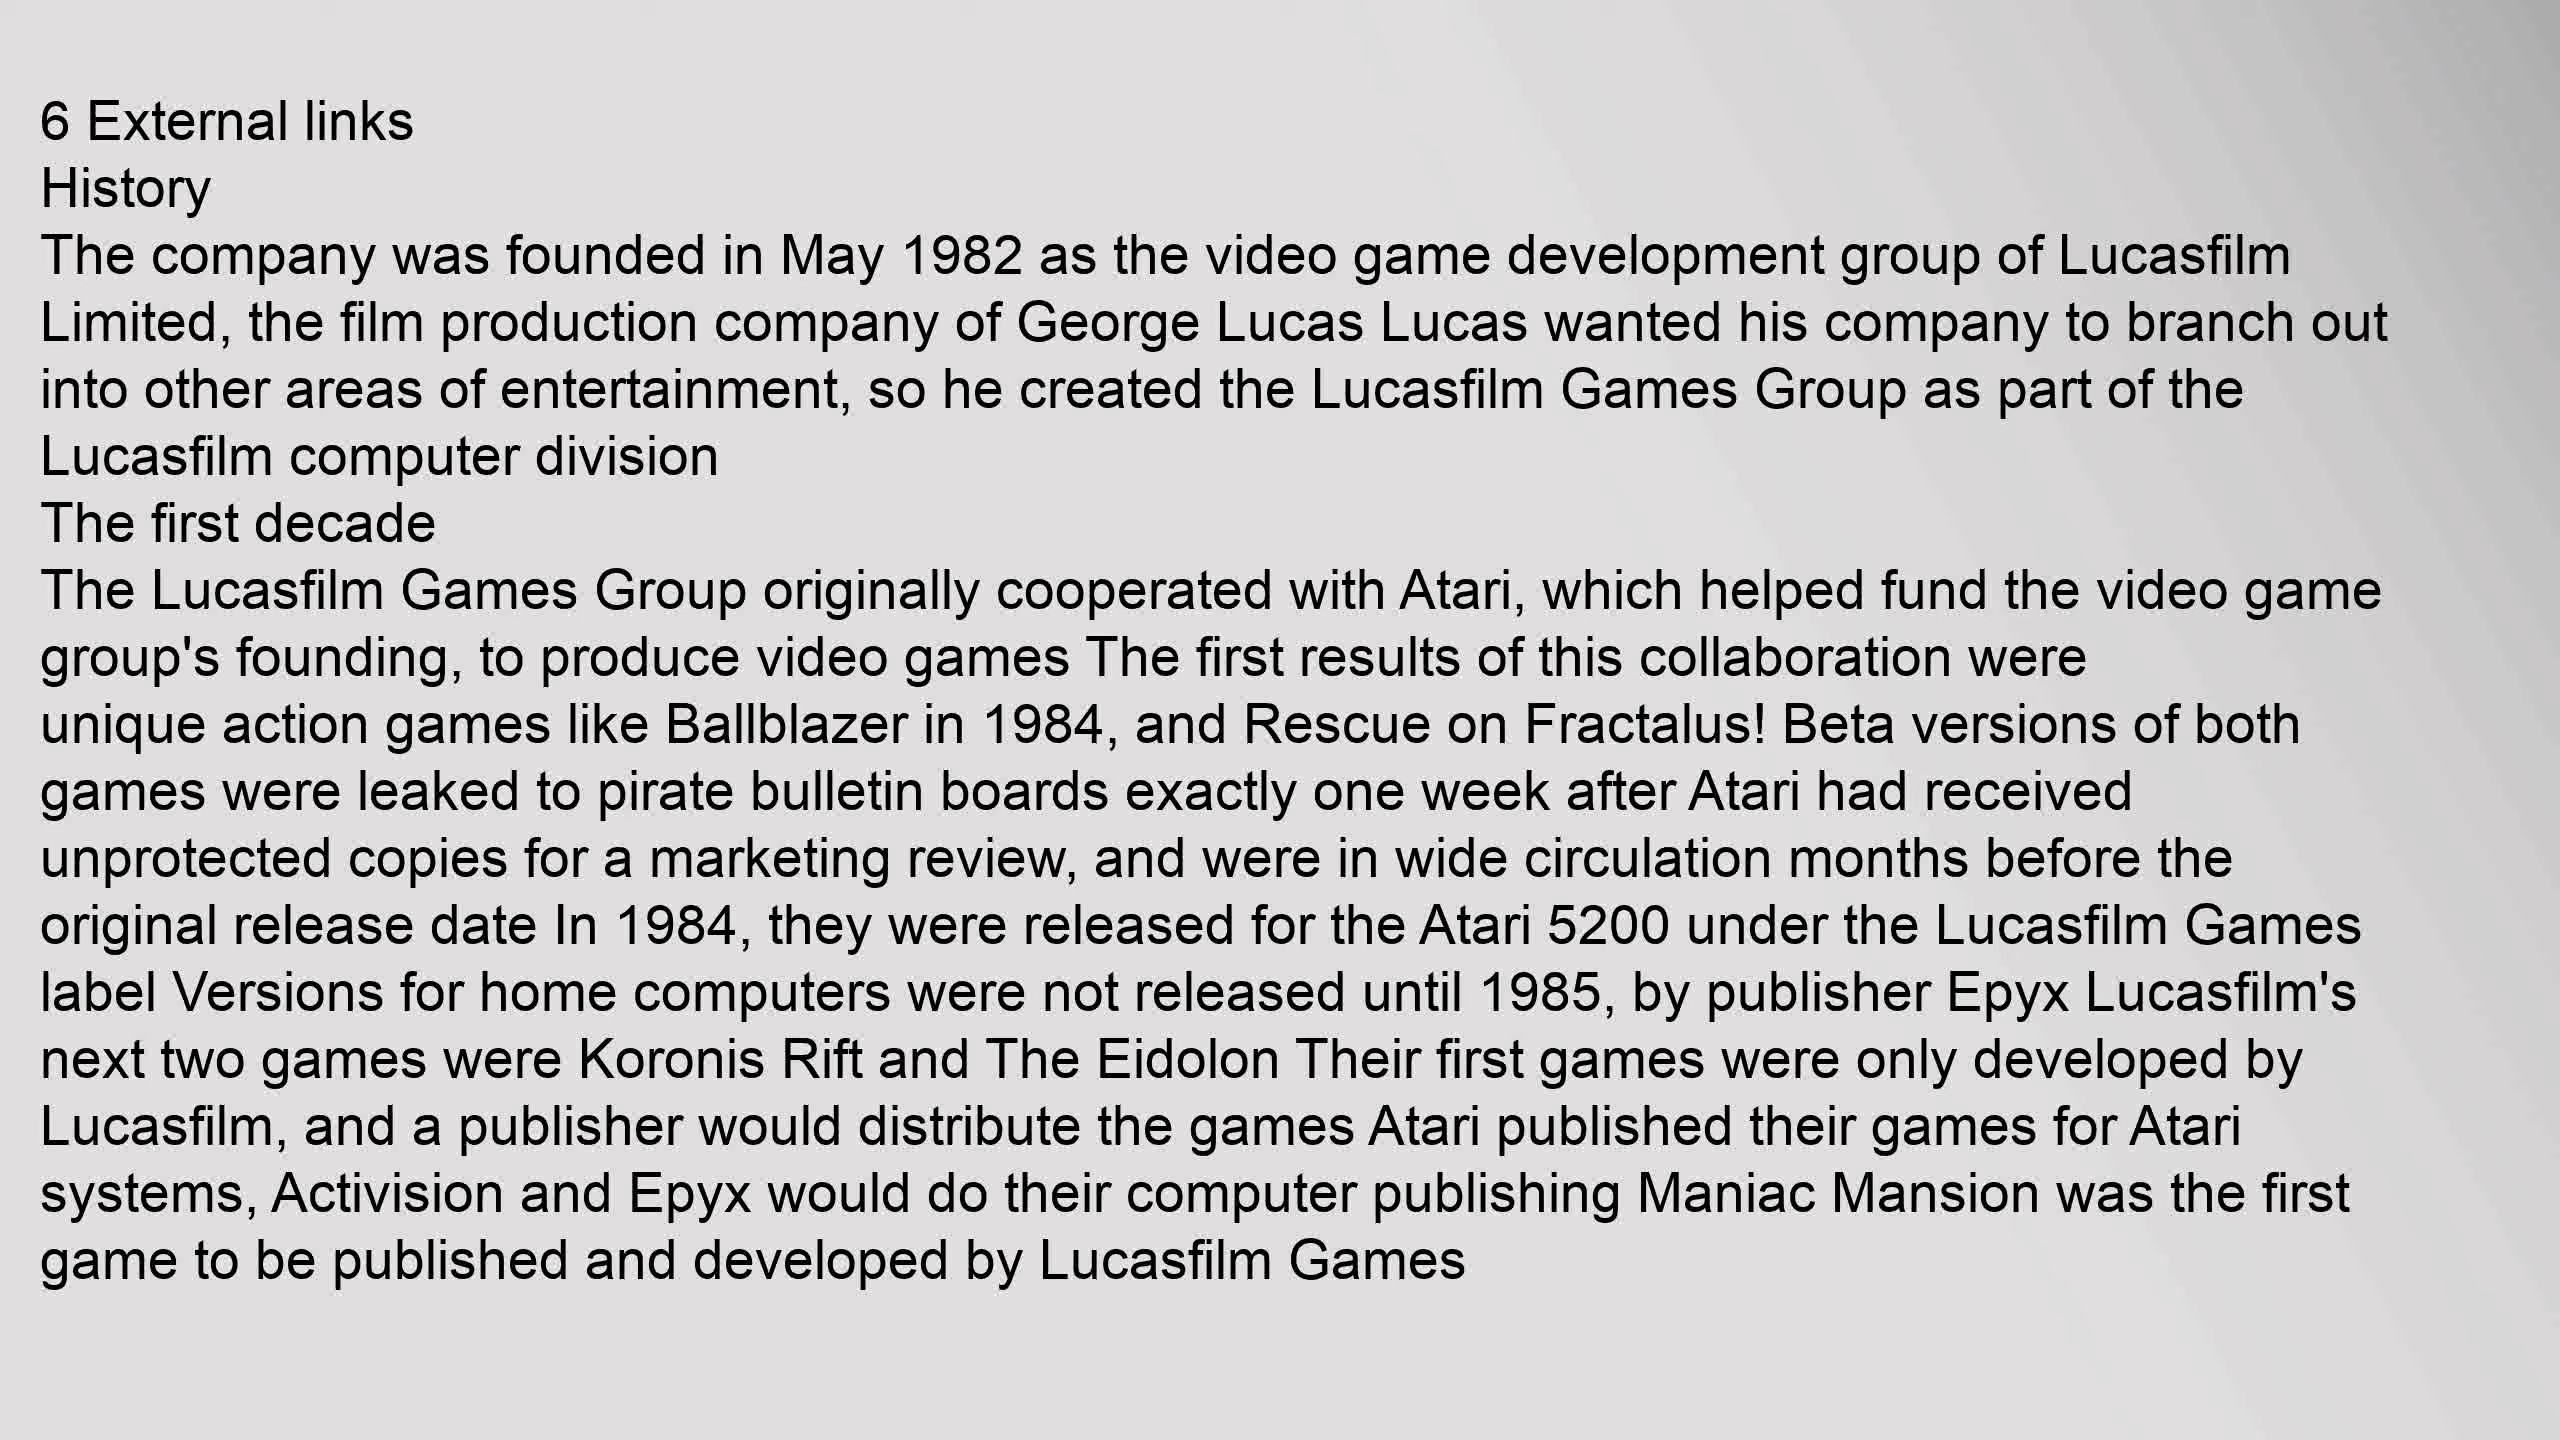 6 External links
History
The company was founded in May 1982 as the video game development group of Lucasfilm
Limited, the film production company of George Lucas Lucas wanted his company to branch out
into other areas of entertainment, so he created the Lucasfilm Games Group as part of the
Lucasfilm computer division
The first decade
The Lucasfilm Games Group originally cooperated with Atari, which helped fund the video game
group's founding, to produce video games The first results of this collaboration were
unique action games like Ballblazer in 1984, and Rescue on Fractalus! Beta versions of both
games were leaked to pirate bulletin boards exactly one week after Atari had received
unprotected copies for a marketing review, and were in wide circulation months before the
original release date In 1984, they were released for the Atari 5200 under the Lucasfilm Games
label Versions for home computers were not released until 1985, by publisher Epyx Lucasfilm's
next two games were Koronis Rift and The Eidolon Their first games were only developed by
Lucasfilm, and a publisher would distribute the games Atari published their games for Atari
systems, Activision and Epyx would do their computer publishing Maniac Mansion was the first
game to be published and developed by Lucasfilm Games